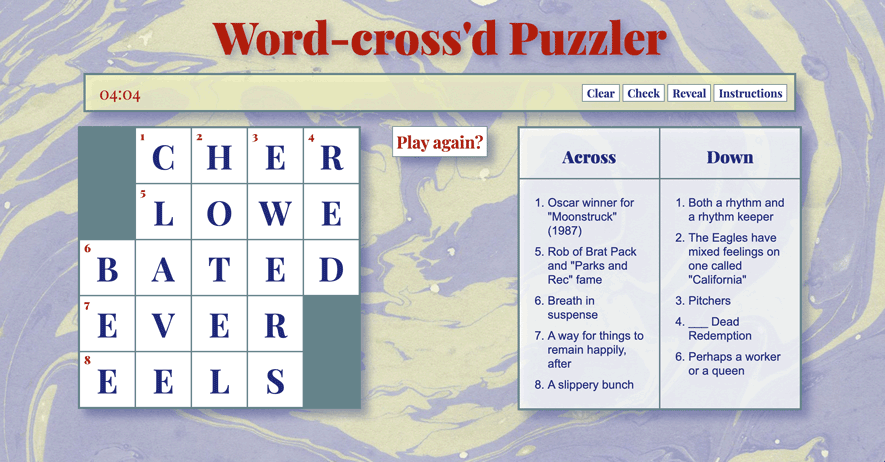 Word-cross'd Puzzler
04:04
Clear Check Reveal Instructions
1 C 2 H 3 E 4 R
5 L O W E
6 B A T E D
7 E V E R
8 E E L S
Play again?
Across
1. Oscar winner for
"Moonstruck"
(1987)
5. Rob of Brat Pack
and "Parks and
Rec" fame
6. Breath in
suspense
7. A way for things to
remain happily,
after
8. A slippery bunch
Down
1. Both a rhythm and
a rhythm keeper
2. The Eagles have
mixed feelings on
one called
"California"
3. Pitchers
4. ___ Dead
Redemption
6. Perhaps a worker
or a queen